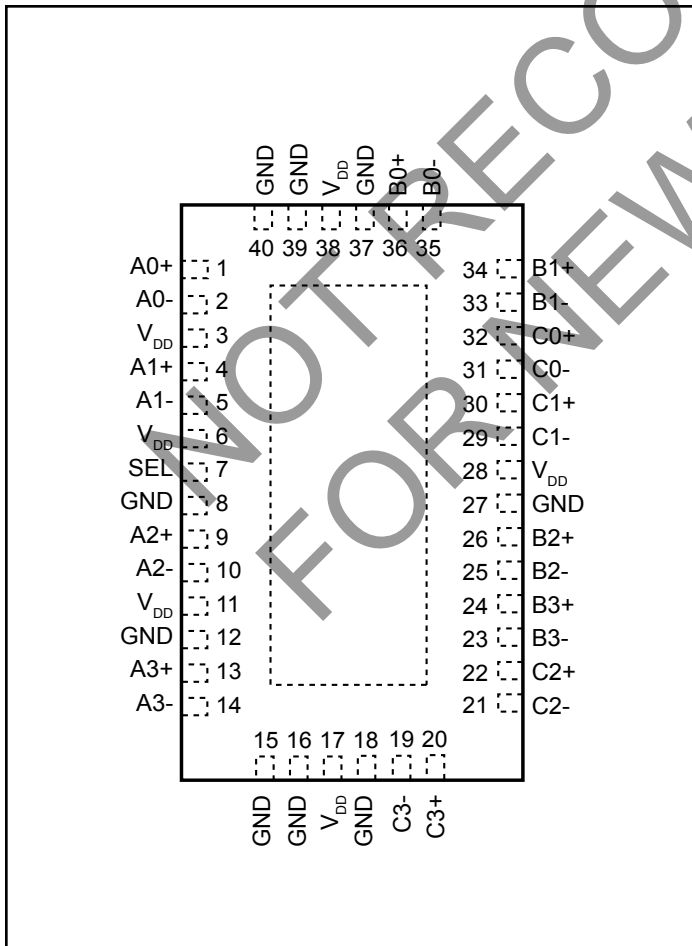 NOT RECO
FOR NEW
GND GND VDD GND B0+ B0-
40 39 38 37 36 35
A0+ 1
A0- 2
VDD 3
A1+ 4
A1- 5
VDD 6
SEL 7
GND 8
A2+ 9
A2- 10
VDD 11
GND 12
A3+ 13
A3- 14
34 B1+
33 B1-
32 C0+
31 C0-
30 C1+
29 C1-
28 VDD
27 GND
26 B2+
25 B2-
24 B3+
23 B3-
22 C2+
21 C2-
15 16 17 18 19 20
GND GND VDD GND C3- C3+